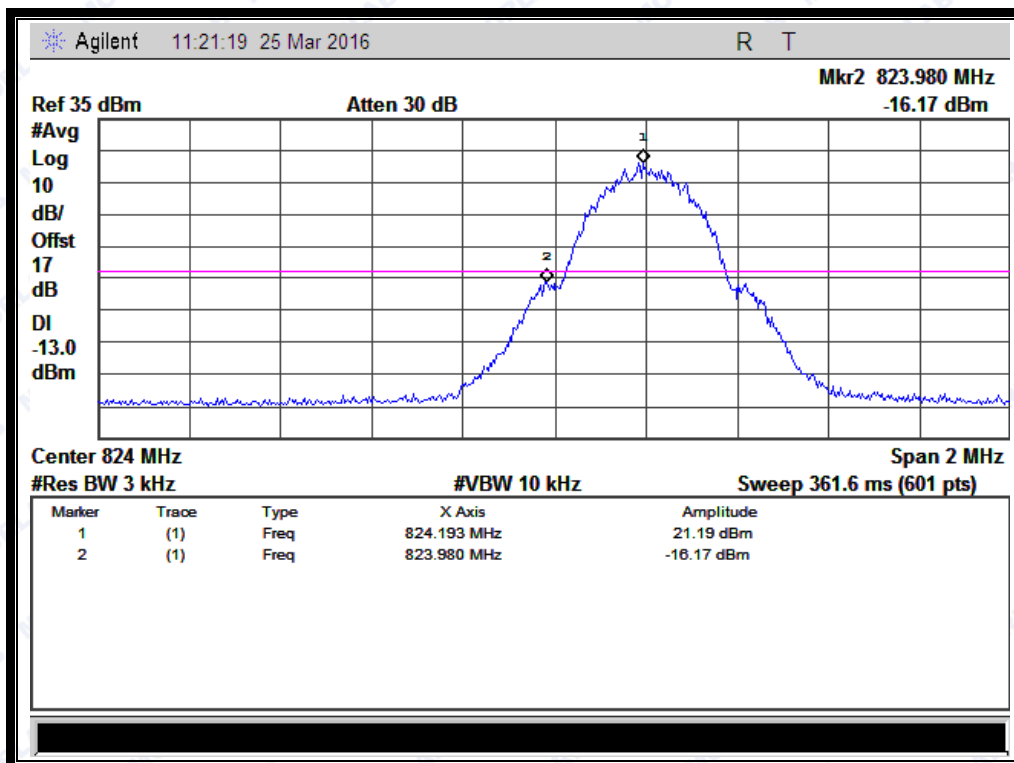 Agilent 11:21:19 25 Mar 2016 R T
Mkr2 823.980 MHz
Ref 35 dBm Atten 30 dB -16.17 dBm
#Avg
Log
10
dB/
Offst
17
dB
DI
-13.0
dBm
1
2
Center 824 MHz Span 2 MHz
#Res BW 3 kHz #VBW 10 kHz Sweep 361.6 ms (601 pts)
Marker Trace Type X Axis Amplitude
1 (1) Freq 824.193 MHz 21.19 dBm
2 (1) Freq 823.980 MHz -16.17 dBm